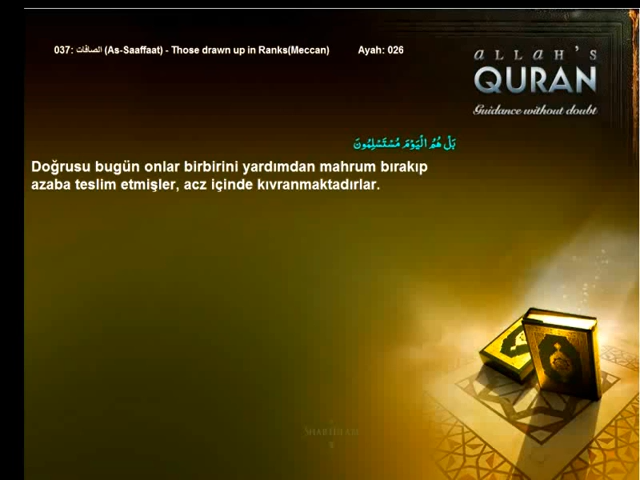 037: الصافات (As-Saaffaat) - Those drawn up in Ranks(Meccan) Ayah: 026
ALLAH'S
QURAN
Guidance without doubt
بَلْ هُمُ الْيَوْمَ مُسْتَسْلِمُونَ
Doğrusu bugün onlar birbirini yardımdan mahrum bırakıp
azaba teslim etmişler, acz içinde kıvranmaktadırlar.